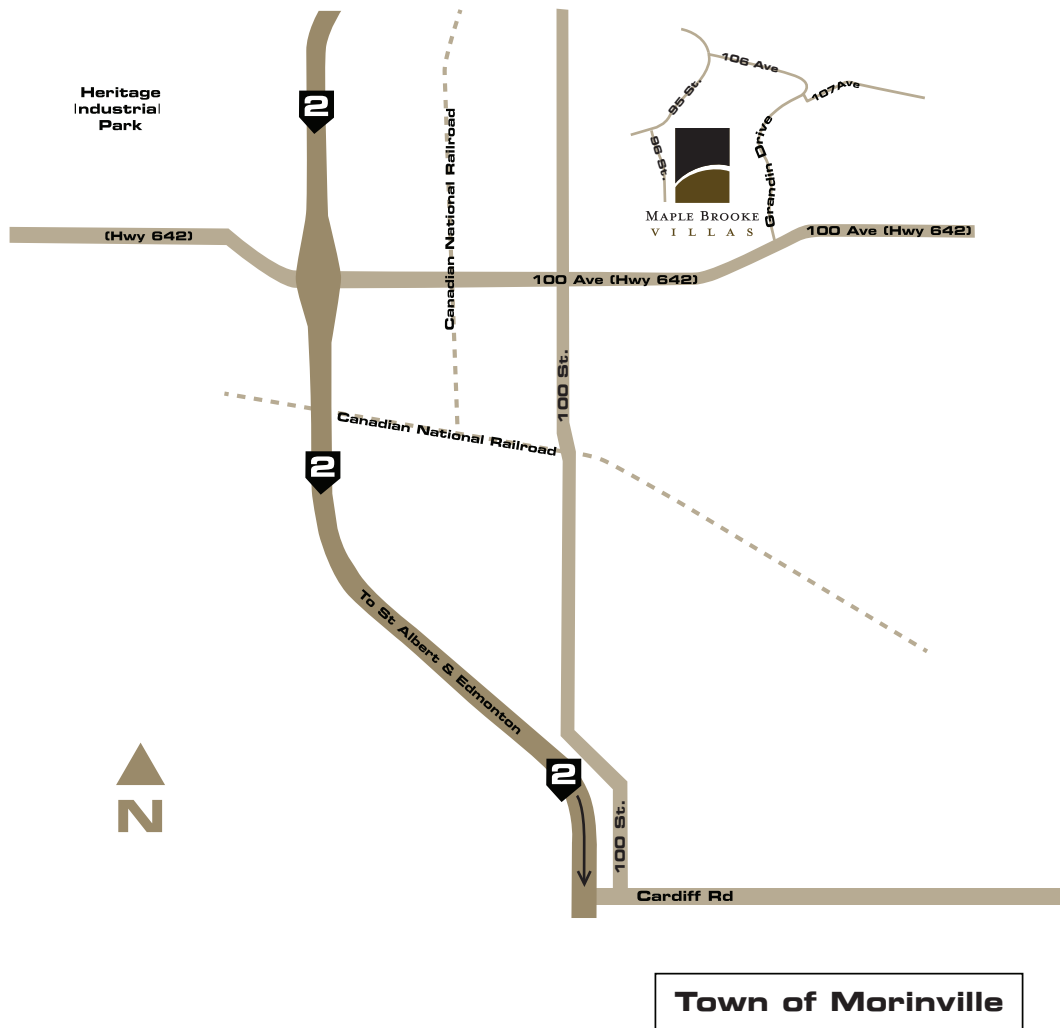 106 Ave
107Ave
95 St.
Heritage
Industrial
Park
2
Canadian National Railroad
Grandin Drive
96 St.
MAPLE BROOKE
VILLAS
(Hwy 642)
100 Ave (Hwy 642)
100 Ave (Hwy 642)
100 St.
Canadian National Railroad
2
To St Albert & Edmonton
2
N
100 St.
Cardiff Rd
Town of Morinville